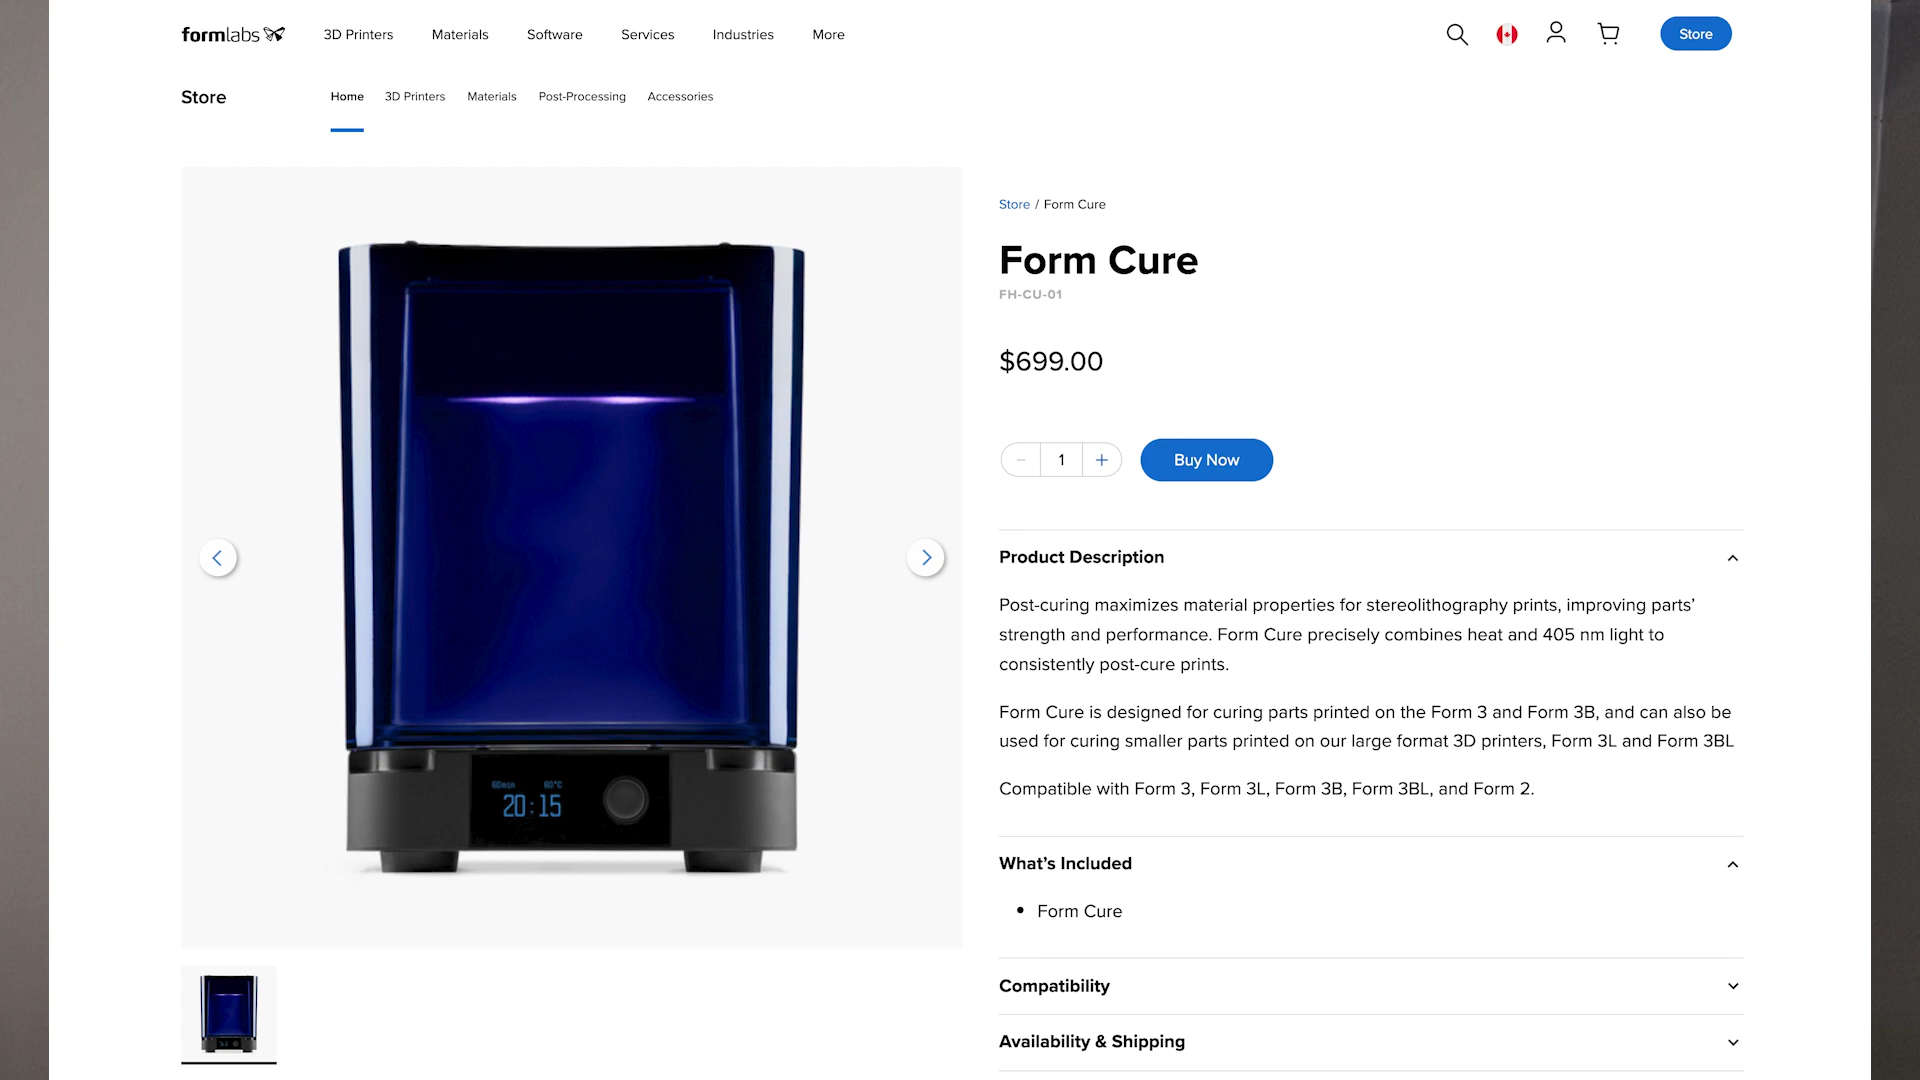 formlabs
3D Printers
Materials
Software
Services
Industries
More
Store
Store
Home
3D Printers
Materials
Post-Processing
Accessories
Store / Form Cure
Form Cure
FH-CU-01
$699.00
1
Buy Now
60min 60°C
20:15
Product Description
Post-curing maximizes material properties for stereolithography prints, improving parts’
strength and performance. Form Cure precisely combines heat and 405 nm light to
consistently post-cure prints.
Form Cure is designed for curing parts printed on the Form 3 and Form 3B, and can also be
used for curing smaller parts printed on our large format 3D printers, Form 3L and Form 3BL
Compatible with Form 3, Form 3L, Form 3B, Form 3BL, and Form 2.
What’s Included
• Form Cure
Compatibility
Availability & Shipping